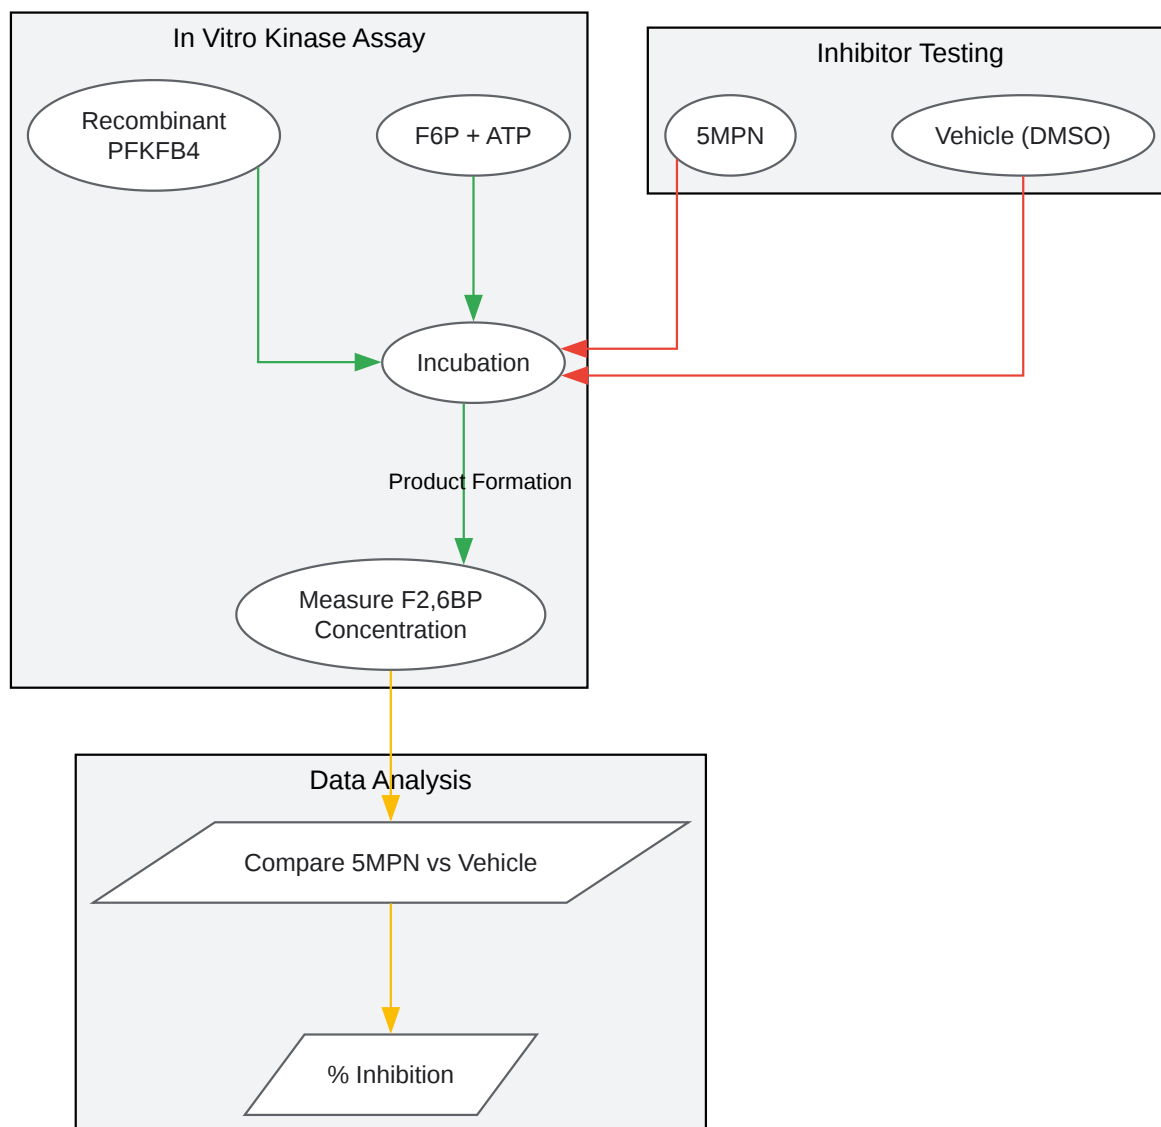 In Vitro Kinase Assay
Recombinant
PFKFB4
F6P + ATP
Inhibitor Testing
5MPN
Vehicle (DMSO)
Incubation
Product Formation
Measure F2,6BP
Concentration
Data Analysis
Compare 5MPN vs Vehicle
% Inhibition